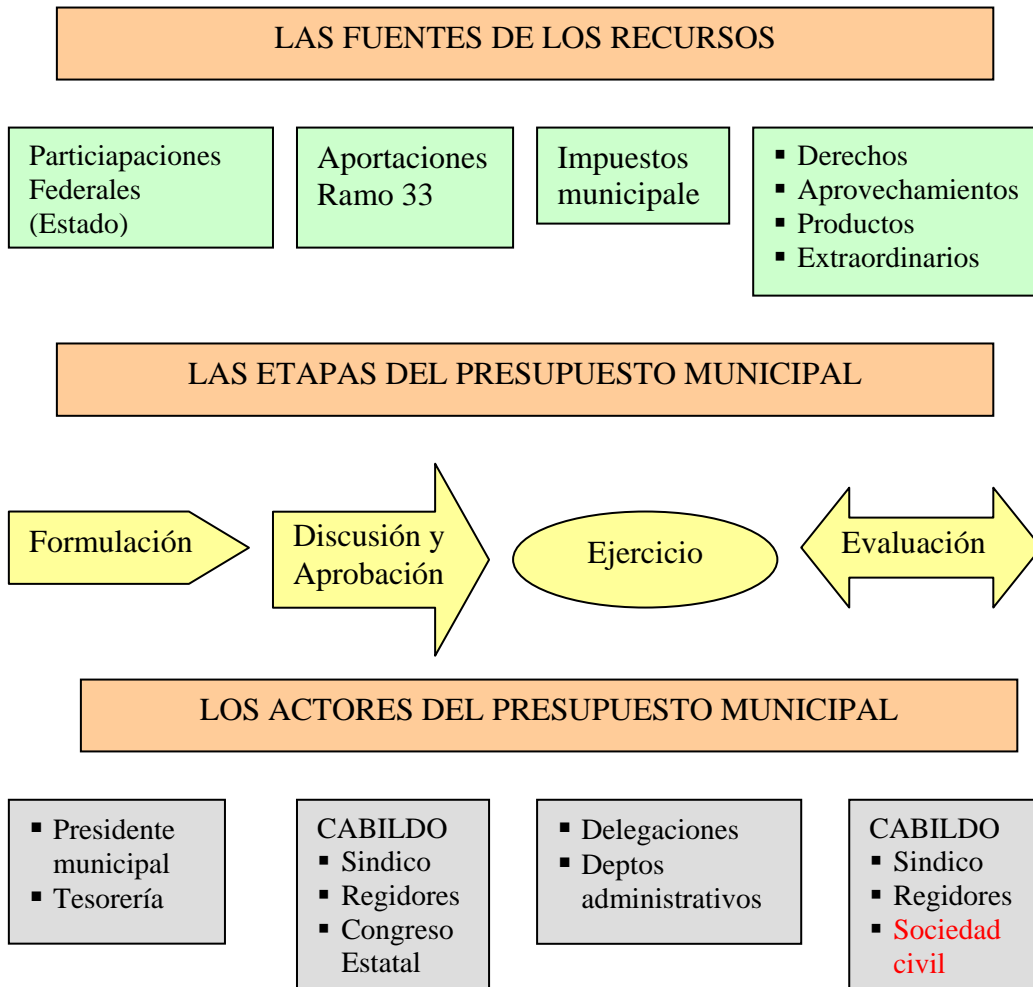 LAS FUENTES DE LOS RECURSOS
Particiapaciones
Federales
(Estado)
Aportaciones
Ramo 33
Impuestos
municipale
▪ Derechos
▪ Aprovechamientos
▪ Productos
▪ Extraordinarios
LAS ETAPAS DEL PRESUPUESTO MUNICIPAL
Formulación
Discusión y
Aprobación
Ejercicio
Evaluación
LOS ACTORES DEL PRESUPUESTO MUNICIPAL
▪ Presidente
municipal
▪ Tesorería
CABILDO
▪ Sindico
▪ Regidores
▪ Congreso
Estatal
▪ Delegaciones
▪ Deptos
administrativos
CABILDO
▪ Sindico
▪ Regidores
▪ Sociedad
civil